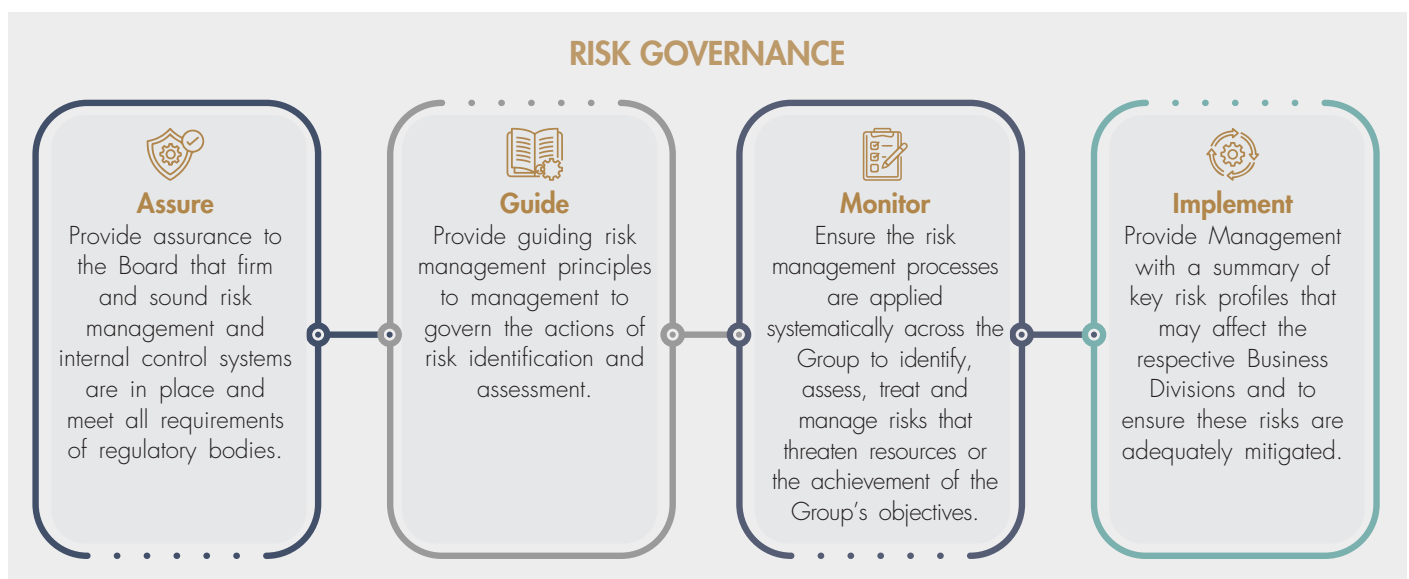 RISK GOVERNANCE
Assure
Provide assurance to
the Board that firm
and sound risk
management and
internal control systems
are in place and
meet all requirements
of regulatory bodies.
Guide
Provide guiding risk
management principles
to management to
govern the actions of
risk identification and
assessment.
Monitor
Ensure the risk
management processes
are applied
systematically across the
Group to identify,
assess, treat and
manage risks that
threaten resources or
the achievement of the
Group's objectives.
Implement
Provide Management
with a summary of
key risk profiles that
may affect the
respective Business
Divisions and to
ensure these risks are
adequately mitigated.